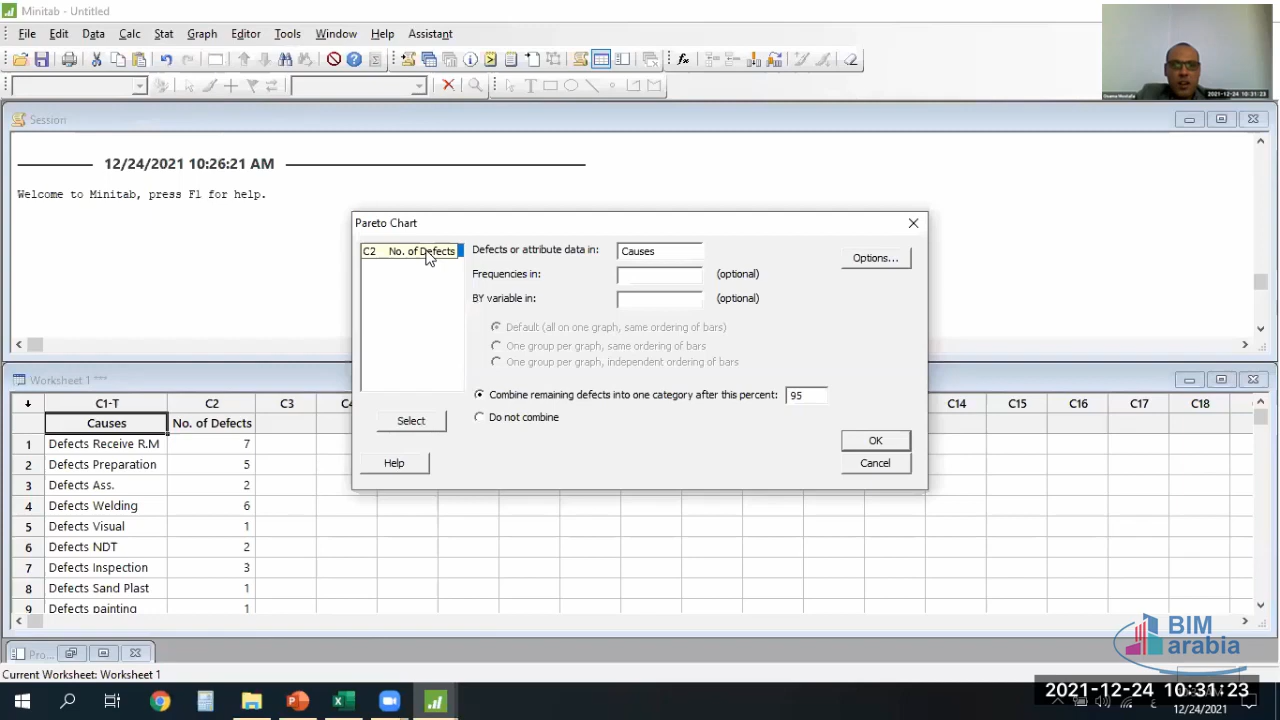 Minitab - Untitled
File Edit Data Calc Stat Graph Editor Tools Window Help Assistant
2021-12-24 10:31:23
Session
12/24/2021 10:26:21 AM
Welcome to Minitab, press F1 for help.
Pareto Chart
C2 No. of Defects
Defects or attribute data in: Causes
Options...
Frequencies in: (optional)
BY variable in: (optional)
Default (all on one graph, same ordering of bars)
One group per graph, same ordering of bars
One group per graph, independent ordering of bars
Combine remaining defects into one category after this percent: 95
Do not combine
Select
OK
Help
Cancel
Worksheet 1 ***
C1-T C2 C3 C4 C14 C15 C16 C17 C18
Causes No. of Defects
1 Defects Receive R.M 7
2 Defects Preparation 5
3 Defects Ass. 2
4 Defects Welding 6
5 Defects Visual 1
6 Defects NDT 2
7 Defects Inspection 3
8 Defects Sand Plast 1
9 Defects painting 1
BIM
arabia
Pro...
Current Worksheet: Worksheet 1
2021-12-24 10:31:23
12/24/2021